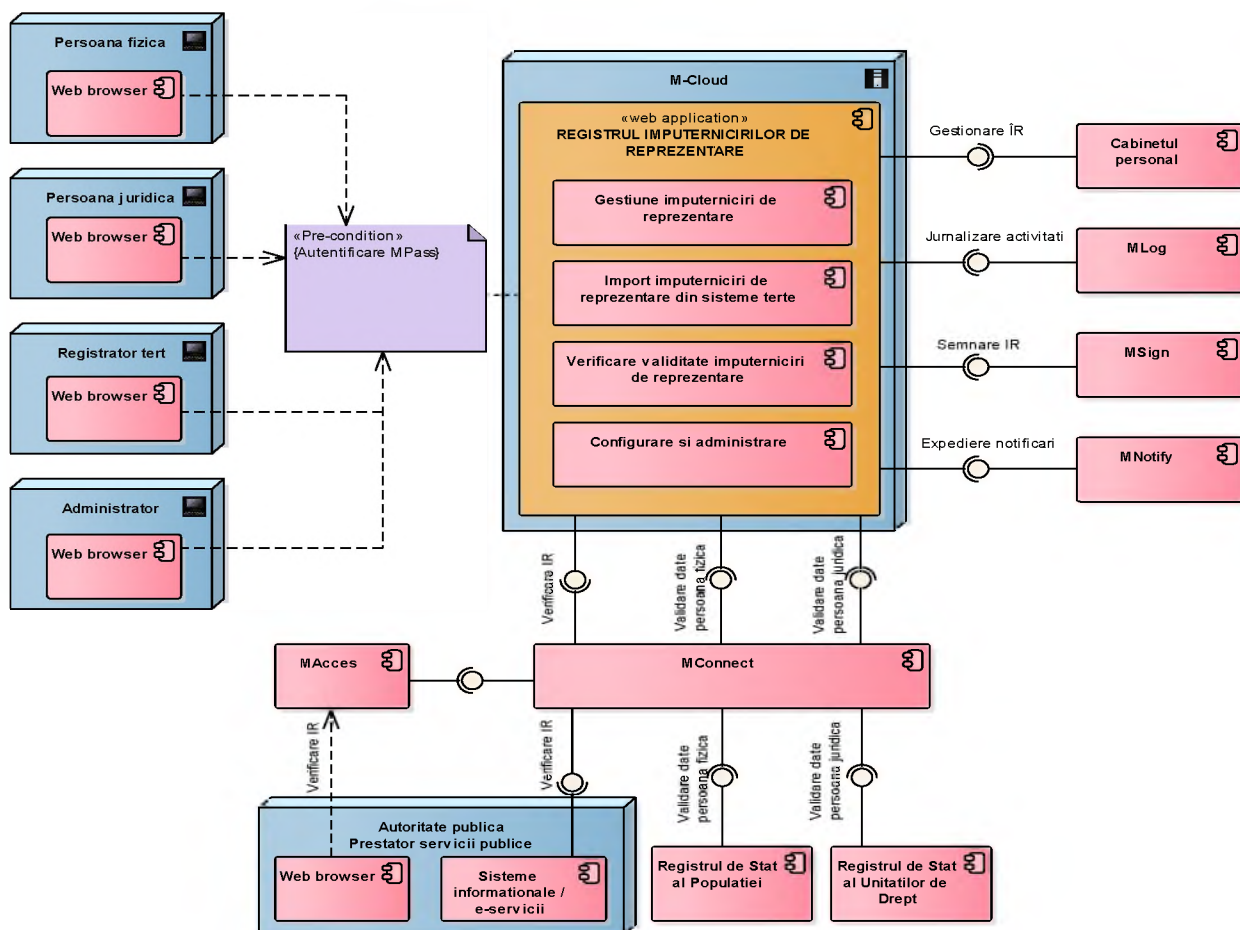 Persoana fizica
Web browser
Persoana juridica
Web browser
Registrator tert
Web browser
Administrator
Web browser
«Pre-condition»
{Autentificare MPass}
M-Cloud
«web application»
REGISTRUL IMPUTERNICIRILOR DE
REPREZENTARE
Gestiune imputerniciri de
reprezentare
Import imputerniciri de
reprezentare din sisteme terte
Verificare validitate imputerniciri
de reprezentare
Configurare si administrare
Gestionare ÎR
Cabinetul
personal
Jurnalizare activitati
MLog
Semnare IR
MSign
Expediere notificari
MNotify
Verificare IR
Validare date
persoana fizica
Validare date
persoana juridica
MAcces
MConnect
Verificare IR
Verificare IR
Validare date
persoana fizica
Validare date
persoana juridica
Autoritate publica
Prestator servicii publice
Web browser
Sisteme
informationale /
e-servicii
Registrul de Stat
al Populatiei
Registrul de Stat
al Unitatilor de
Drept